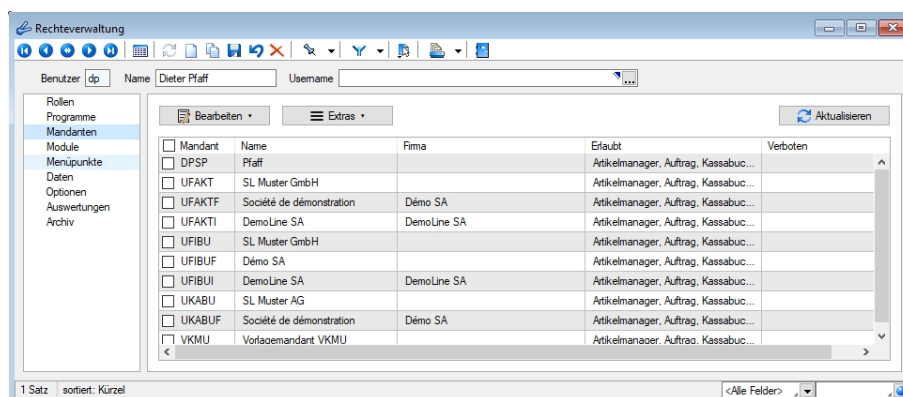 Rechteverwaltung
Benutzer dp Name Dieter Pfaff Username ...
Rollen
Programme
Mandanten
Module
Menüpunkte
Daten
Optionen
Auswertungen
Archiv
Bearbeiten Extras Aktualisieren
Mandant Name Firma Erlaubt Verboten
DPSP Pfaff Artikelmanager, Auftrag, Kassabuc...
UFAKT SL Muster GmbH Artikelmanager, Auftrag, Kassabuc...
UFAKTF Société de démonstration Démo SA Artikelmanager, Auftrag, Kassabuc...
UFAKTI DemoLine SA DemoLine SA Artikelmanager, Auftrag, Kassabuc...
UFIBU SL Muster GmbH Artikelmanager, Auftrag, Kassabuc...
UFIBUF Démo SA Artikelmanager, Auftrag, Kassabuc...
UFIBUI DemoLine SA DemoLine SA Artikelmanager, Auftrag, Kassabuc...
UKABU SL Muster AG Artikelmanager, Auftrag, Kassabuc...
UKABUF Société de démonstration Démo SA Artikelmanager, Auftrag, Kassabuc...
VKMU Vorlagemandant VKMU Artikelmanager, Auftrag, Kassabuc...
1 Satz sortiert: Kürzel <Alle Felder>